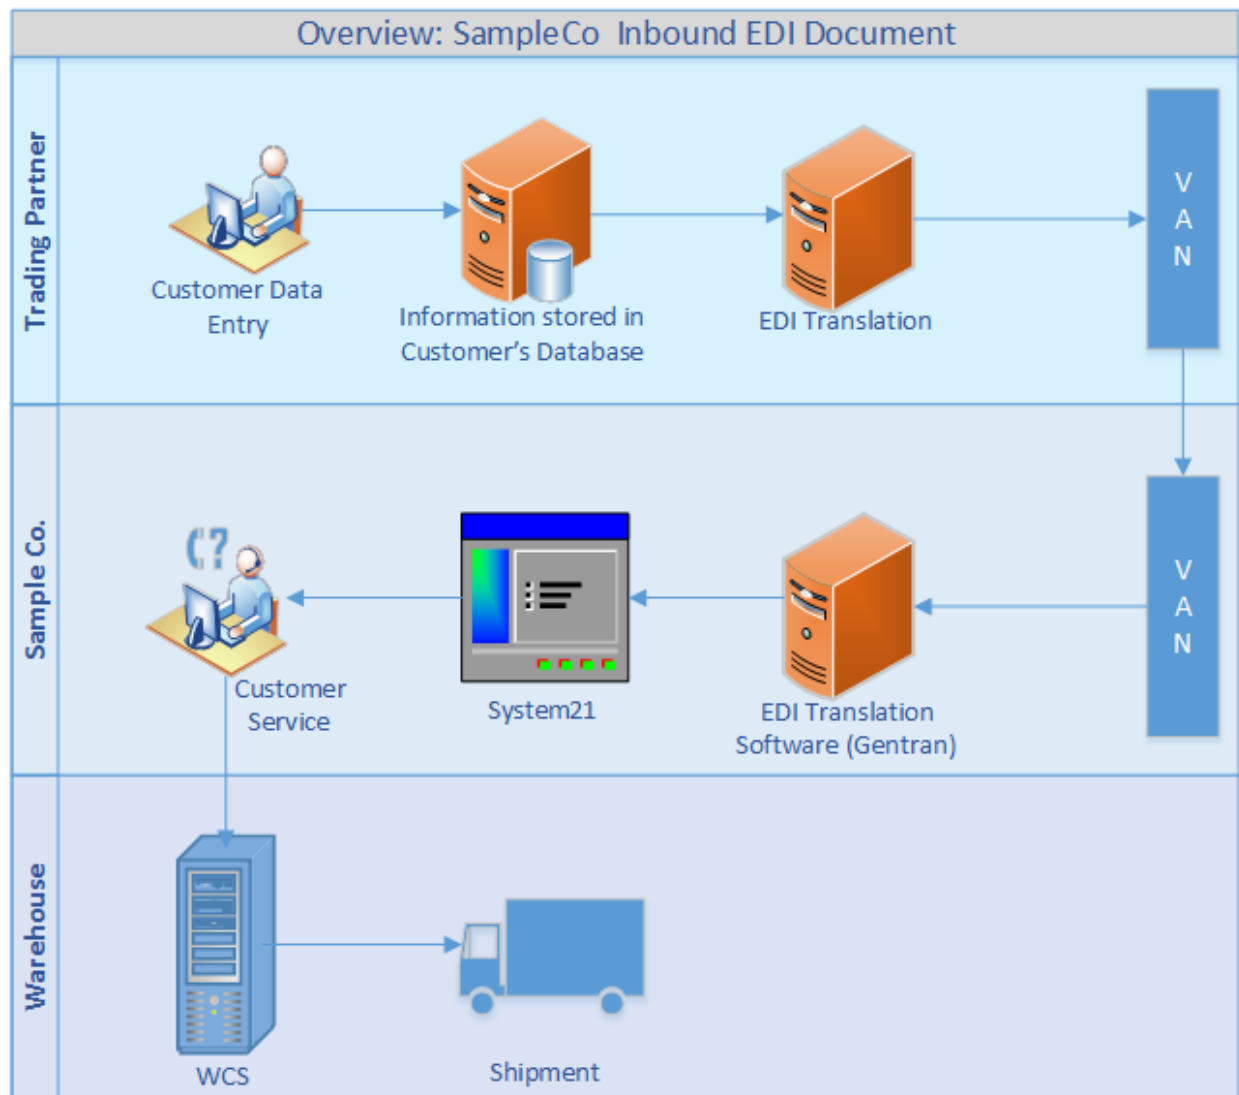 Overview: SampleCo Inbound EDI Document
Trading Partner
Customer Data
Entry
Information stored in
Customer's Database
EDI Translation
V
A
N
Sample Co.
(?
Customer
Service
System21
EDI Translation
Software (Gentran)
V
A
N
Warehouse
WCS
Shipment